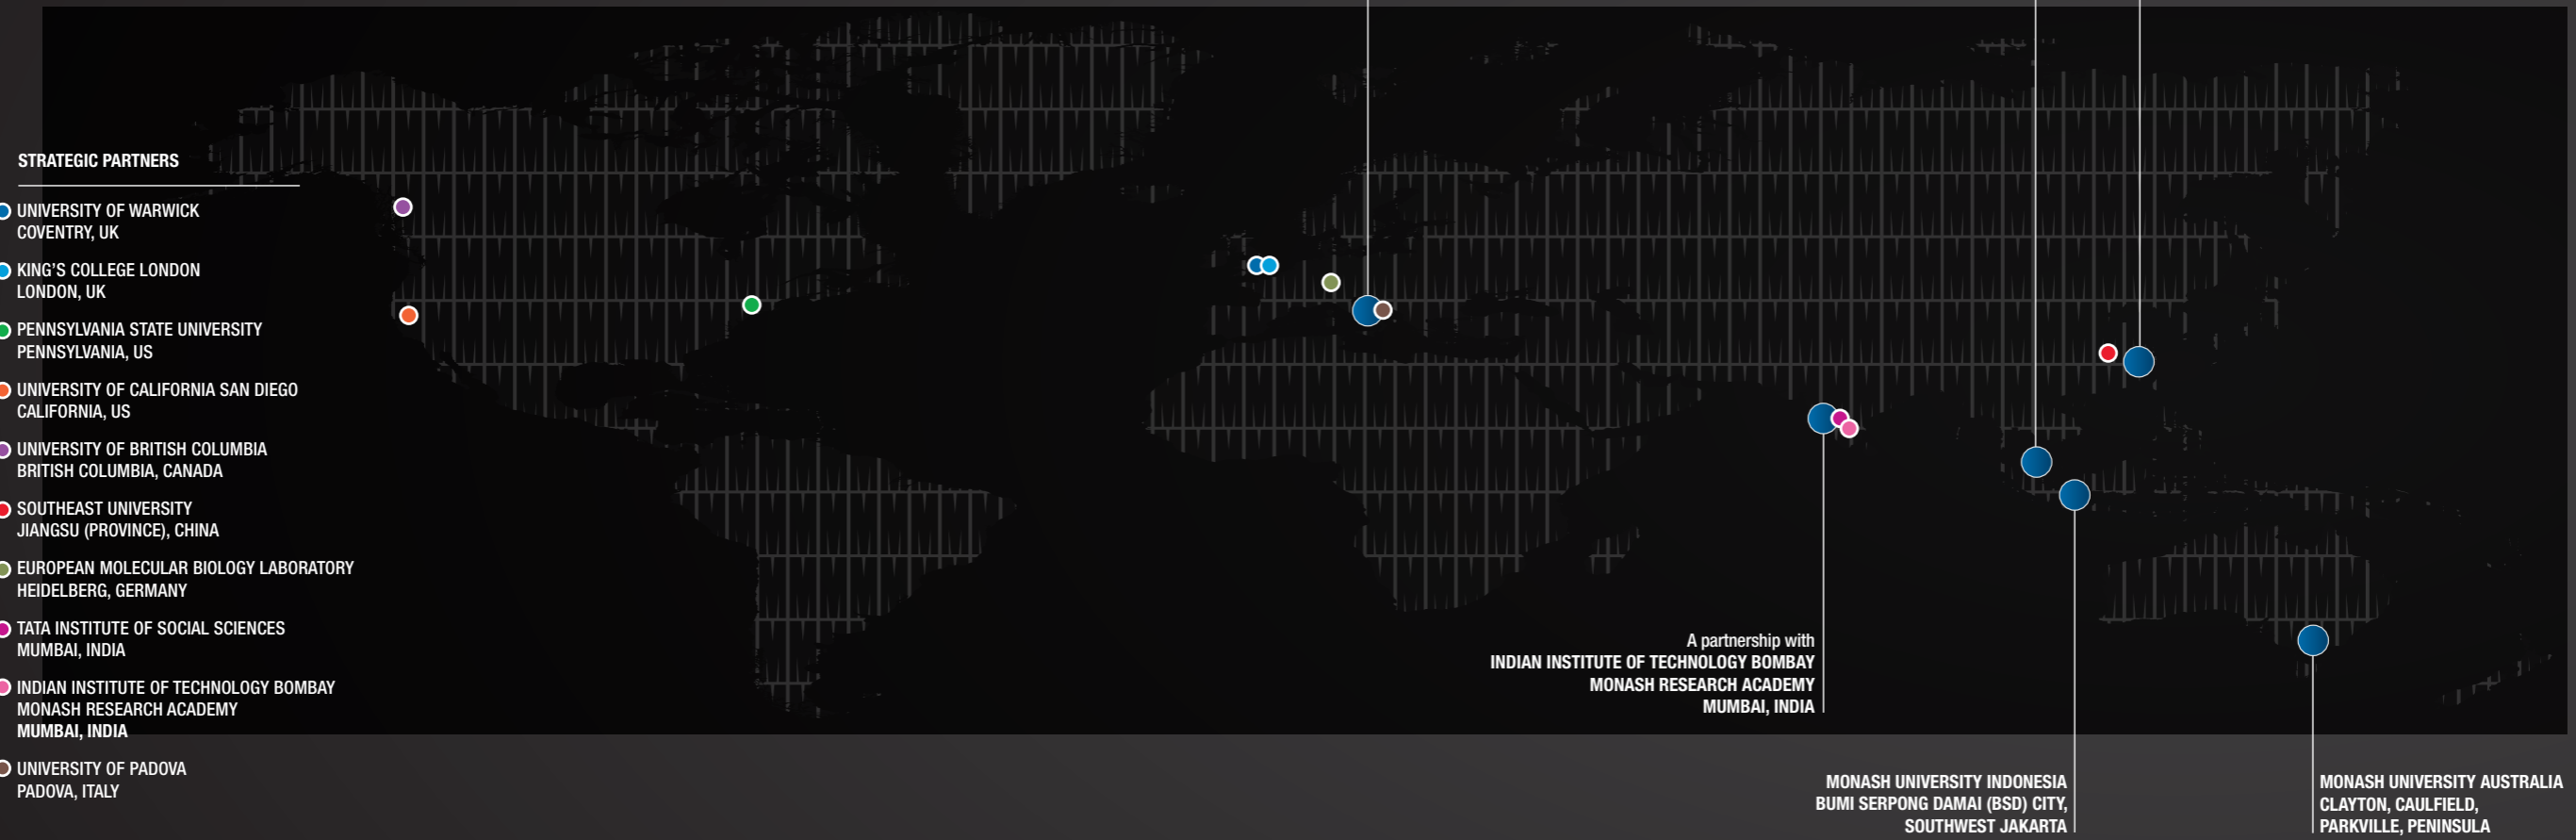 STRATEGIC PARTNERS
UNIVERSITY OF WARWICK
COVENTRY, UK
KING'S COLLEGE LONDON
LONDON, UK
PENNSYLVANIA STATE UNIVERSITY
PENNSYLVANIA, US
UNIVERSITY OF CALIFORNIA SAN DIEGO
CALIFORNIA, US
UNIVERSITY OF BRITISH COLUMBIA
BRITISH COLUMBIA, CANADA
SOUTHEAST UNIVERSITY
JIANGSU (PROVINCE), CHINA
EUROPEAN MOLECULAR BIOLOGY LABORATORY
HEIDELBERG, GERMANY
TATA INSTITUTE OF SOCIAL SCIENCES
MUMBAI, INDIA
INDIAN INSTITUTE OF TECHNOLOGY BOMBAY
MONASH RESEARCH ACADEMY
MUMBAI, INDIA
UNIVERSITY OF PADOVA
PADOVA, ITALY
A partnership with
INDIAN INSTITUTE OF TECHNOLOGY BOMBAY
MONASH RESEARCH ACADEMY
MUMBAI, INDIA
MONASH UNIVERSITY INDONESIA
BUMI SERPONG DAMAI (BSD) CITY,
SOUTHWEST JAKARTA
MONASH UNIVERSITY AUSTRALIA
CLAYTON, CAULFIELD,
PARKVILLE, PENINSULA